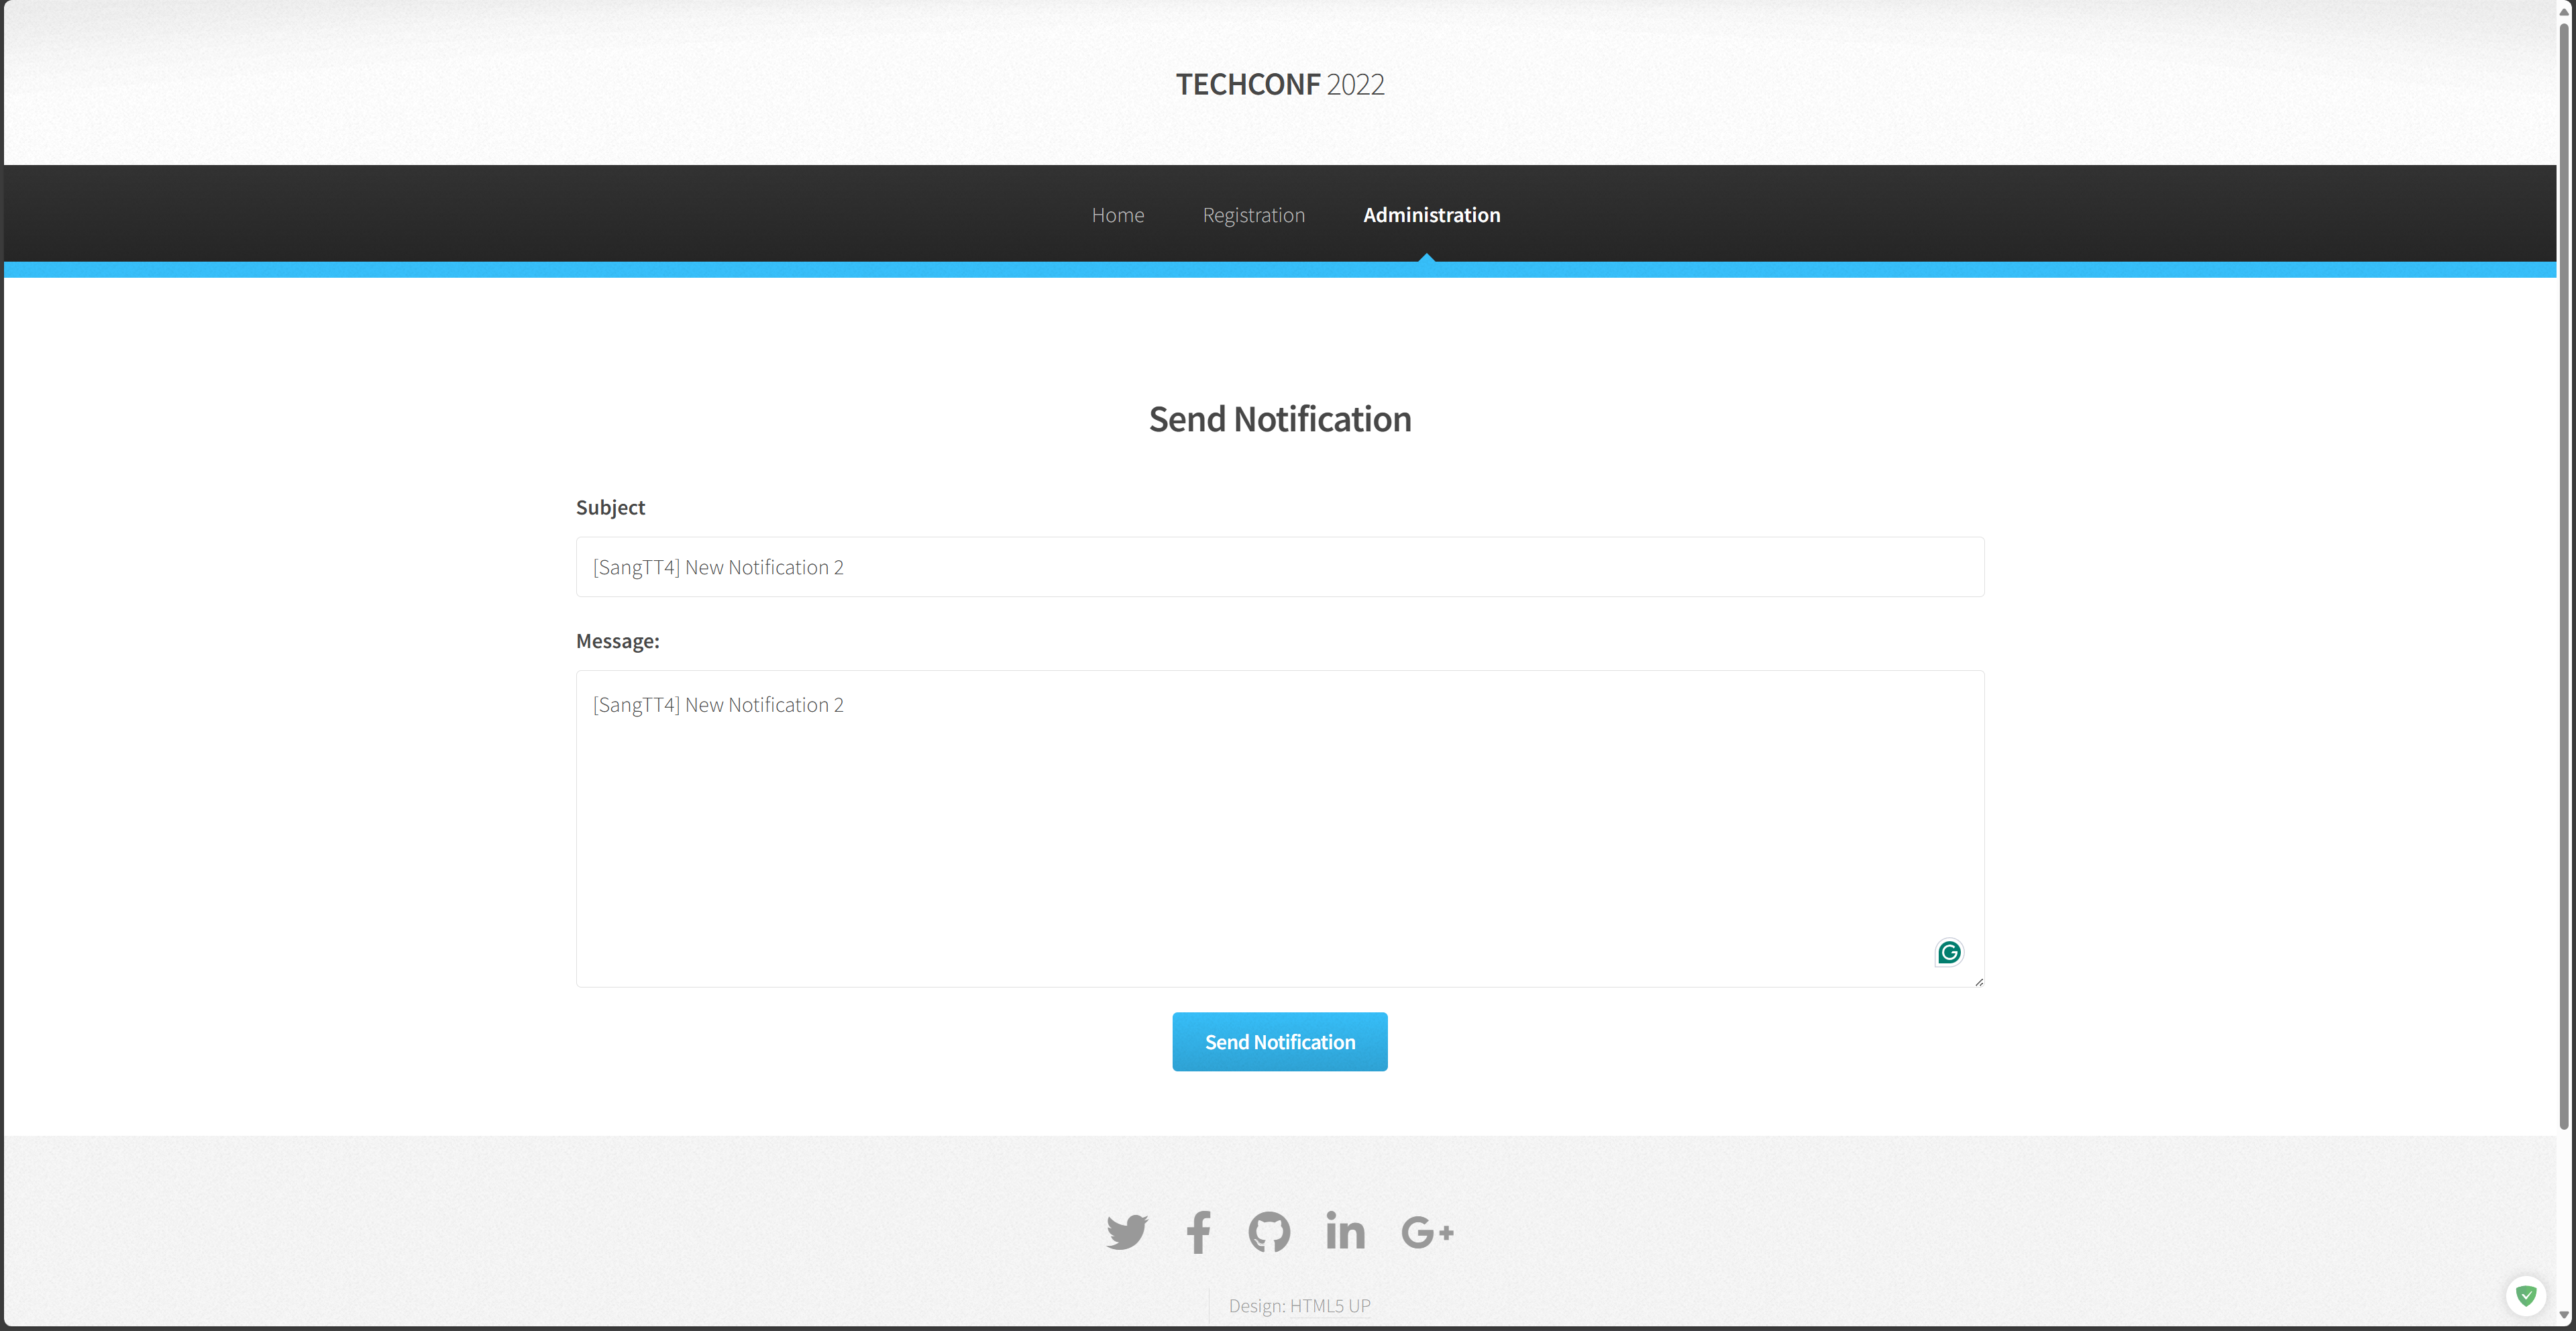 TECHCONF 2022
Home Registration Administration
Send Notification
Subject
[SangTT4] New Notification 2
Message:
[SangTT4] New Notification 2
Send Notification
Design: HTML5 UP